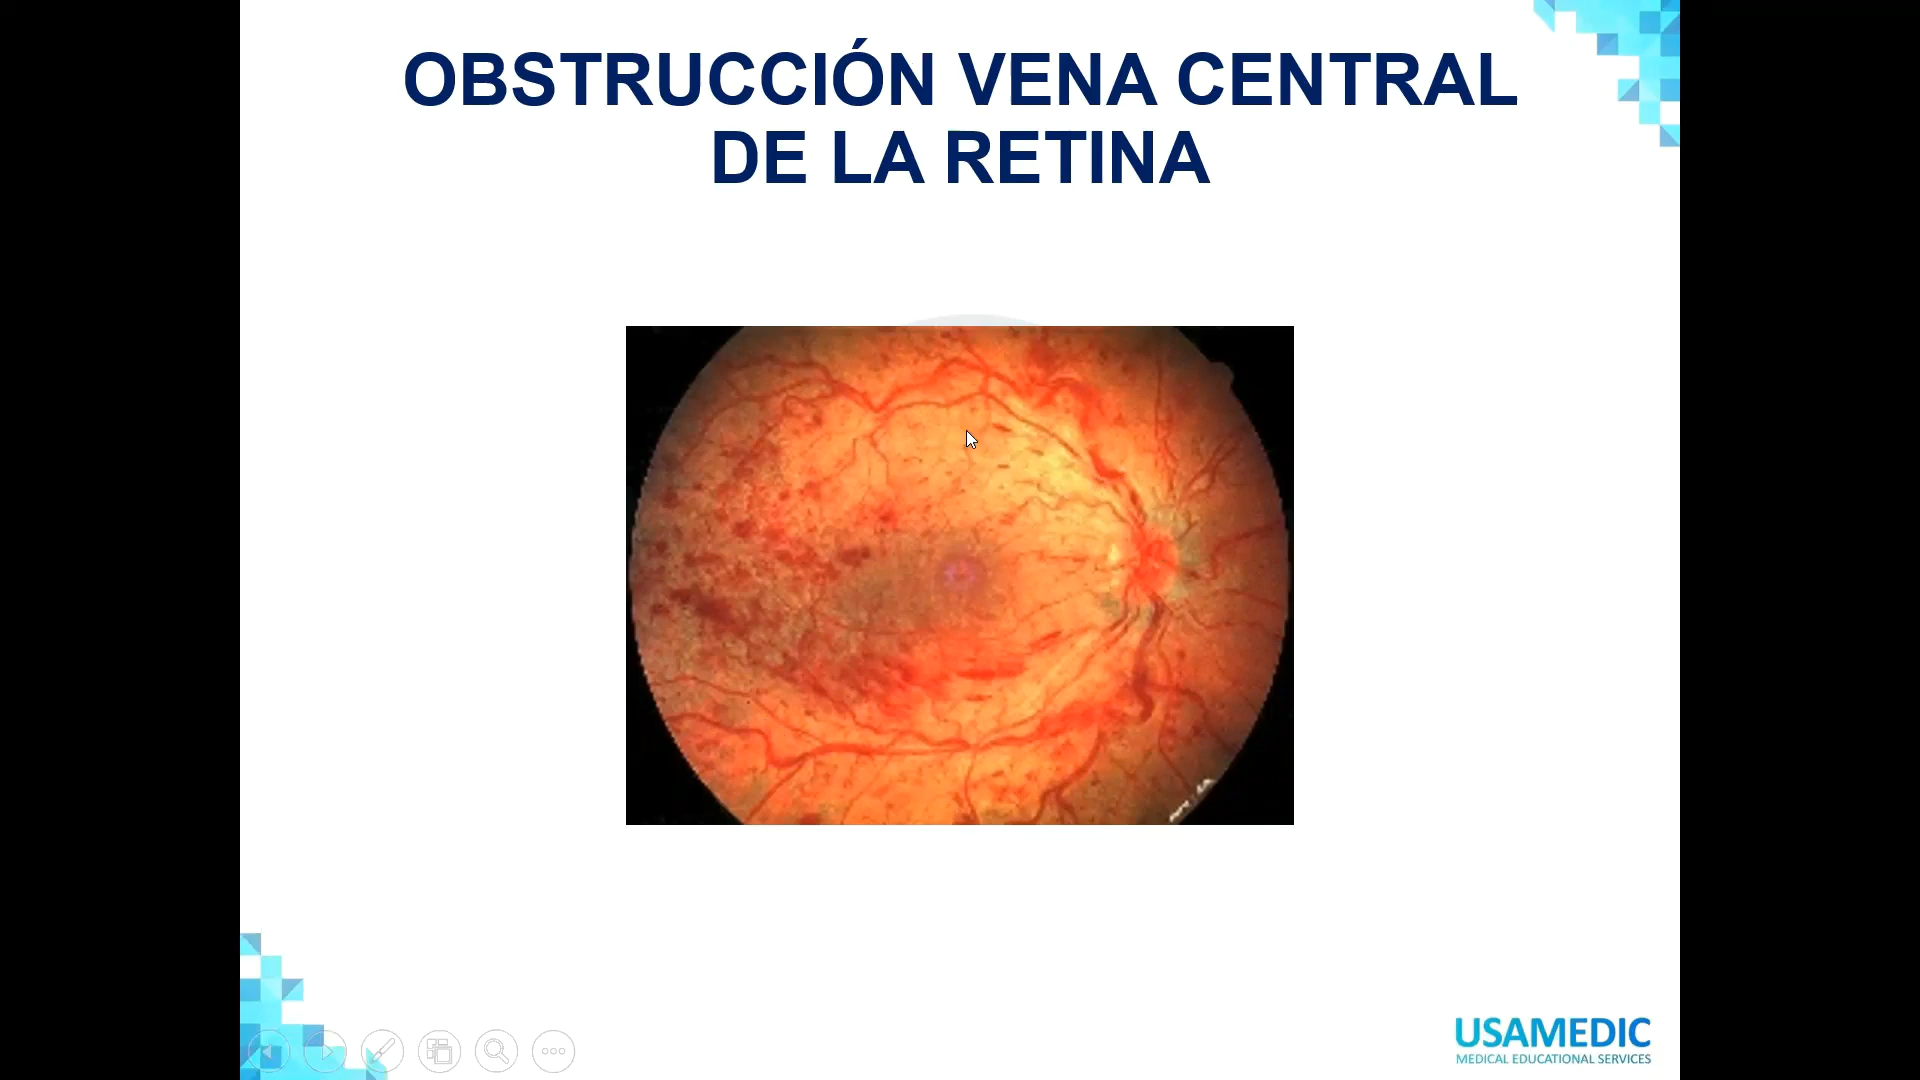 OBSTRUCCIÓN VENA CENTRAL
DE LA RETINA
USAMEDIC
MEDICAL EDUCATIONAL SERVICES